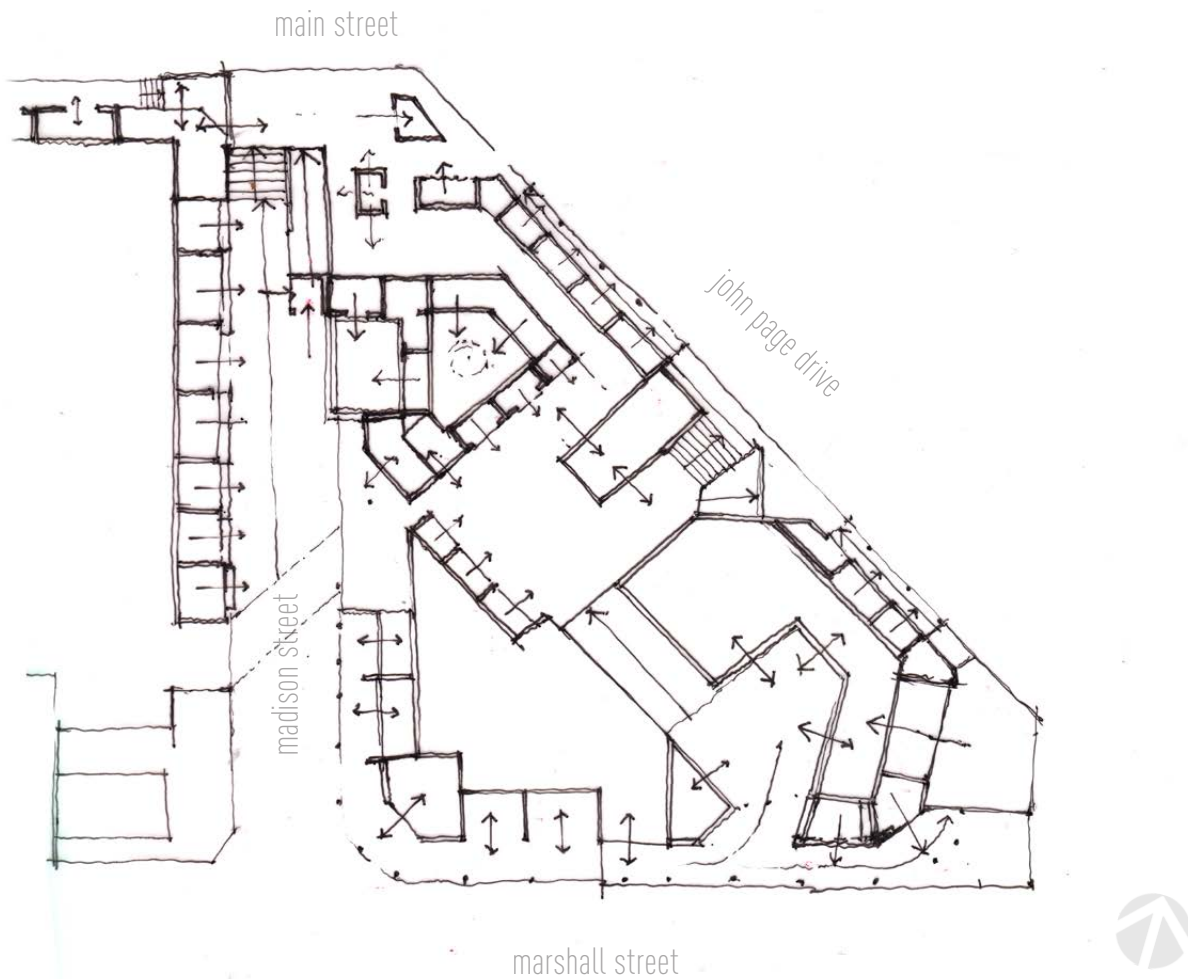 main street
john page drive
madison street
marshall street